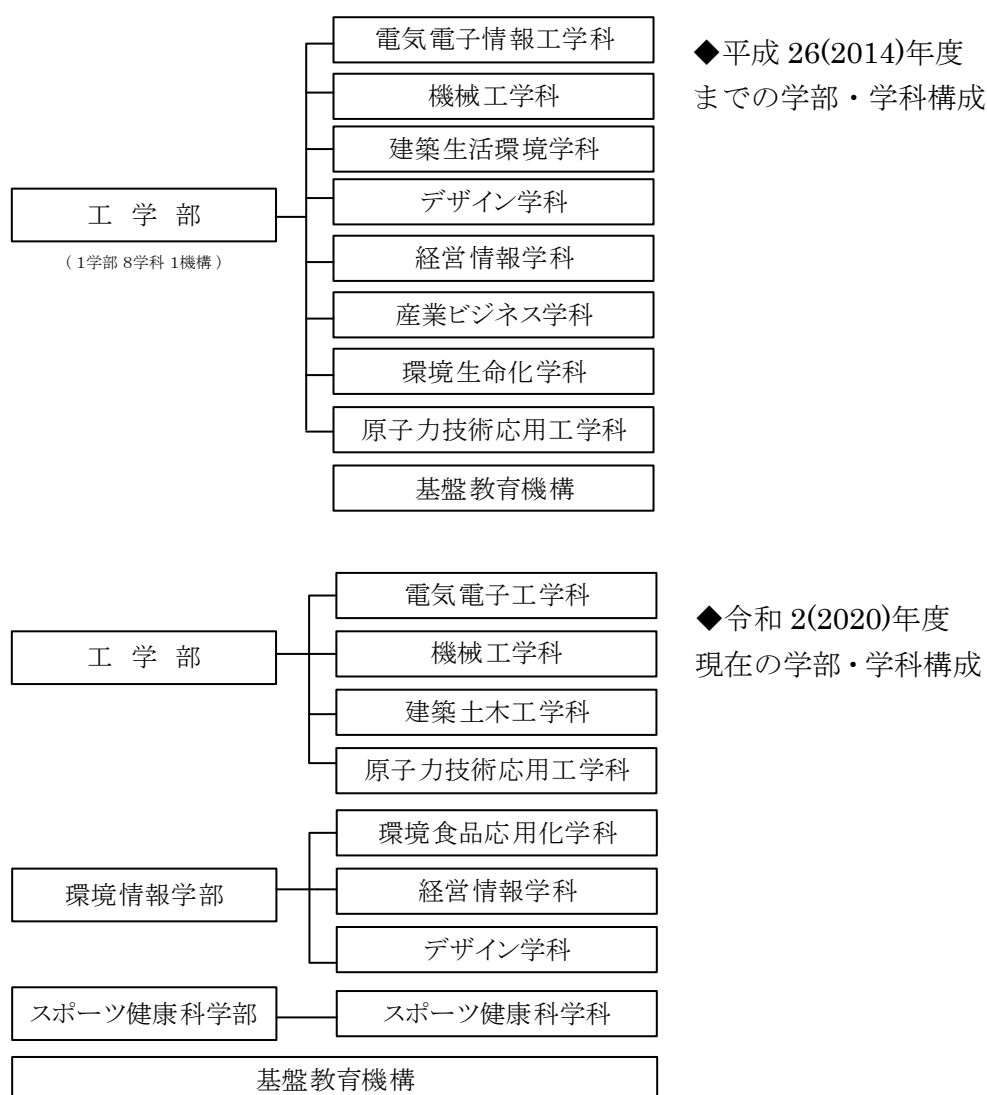 電気電子情報工学科
機械工学科
建築生活環境学科
デザイン学科
経営情報学科
産業ビジネス学科
環境生命化学科
原子力技術応用工学科
基盤教育機構
工 学 部
( 1学部 8学科 1機構 )
◆平成 26(2014)年度
までの学部・学科構成
電気電子工学科
機械工学科
建築土木工学科
原子力技術応用工学科
工 学 部
◆令和 2(2020)年度
現在の学部・学科構成
環境食品応用化学科
経営情報学科
デザイン学科
環境情報学部
スポーツ健康科学部
スポーツ健康科学科
基盤教育機構